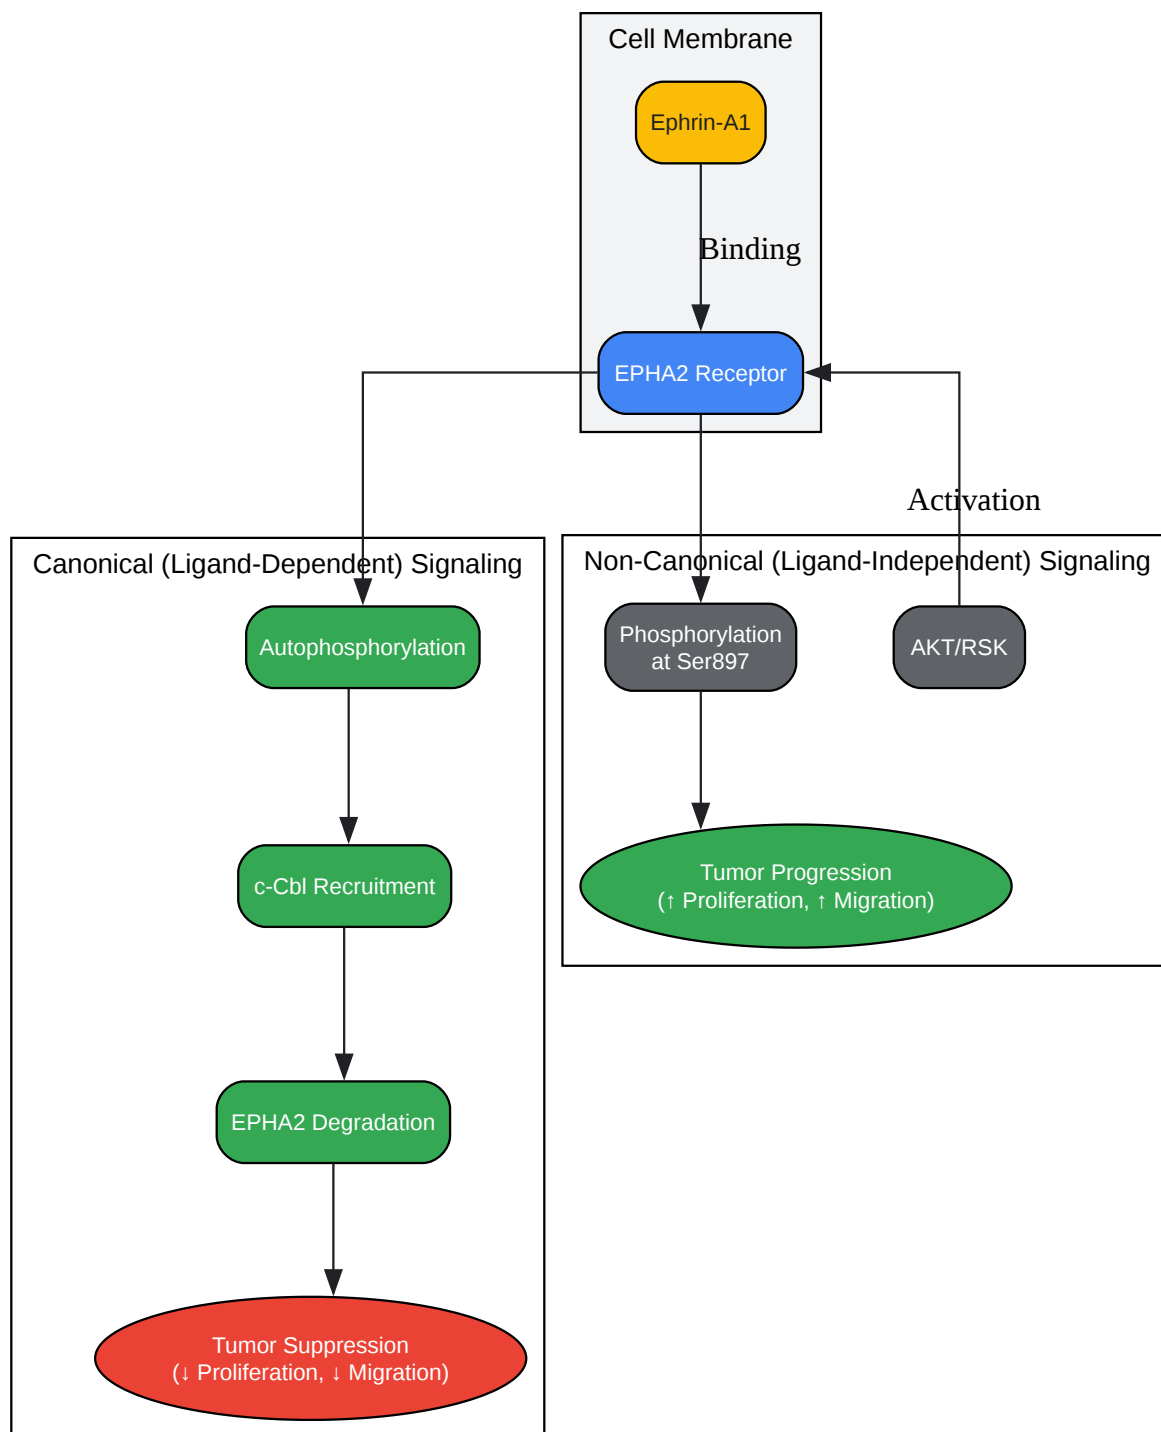 Cell Membrane
Ephrin-A1
Binding
EPHA2 Receptor
Activation
Canonical (Ligand-Dependent) Signaling
Autophosphorylation
c-Cbl Recruitment
EPHA2 Degradation
Tumor Suppression
(↓ Proliferation, ↓ Migration)
Non-Canonical (Ligand-Independent) Signaling
Phosphorylation
at Ser897
AKT/RSK
Tumor Progression
(↑ Proliferation, ↑ Migration)